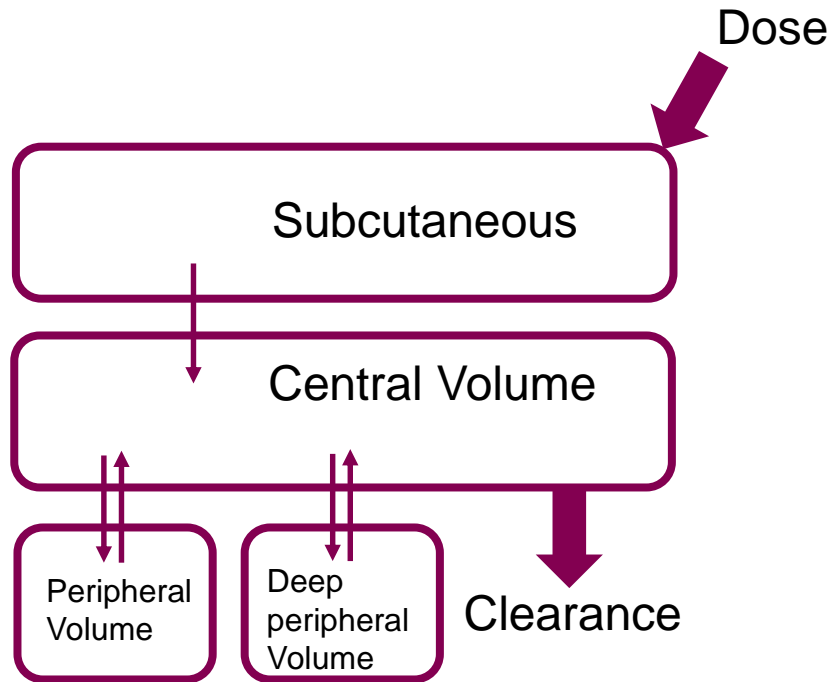 Dose
Subcutaneous
Central Volume
Peripheral
Volume
Deep
peripheral
Volume
Clearance